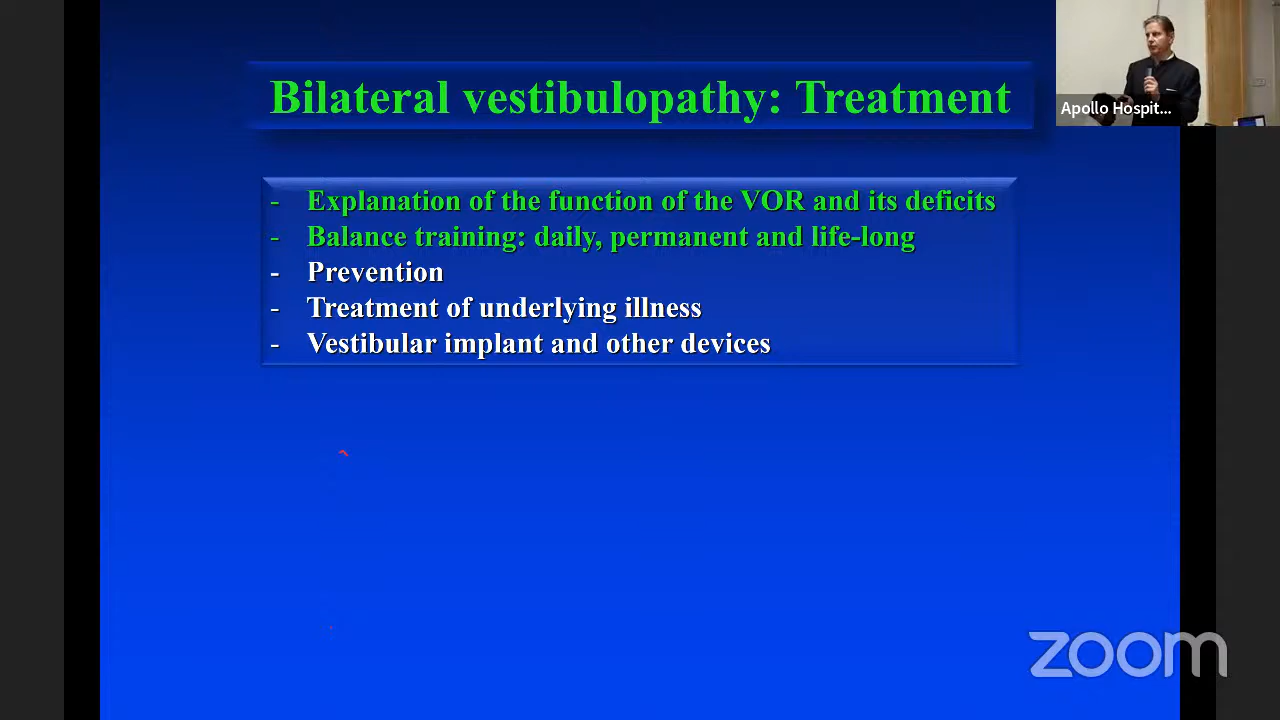 Bilateral vestibulopathy: Treatment
Apollo Hospit...
- Explanation of the function of the VOR and its deficits
- Balance training: daily, permanent and life-long
- Prevention
- Treatment of underlying illness
- Vestibular implant and other devices
zoom